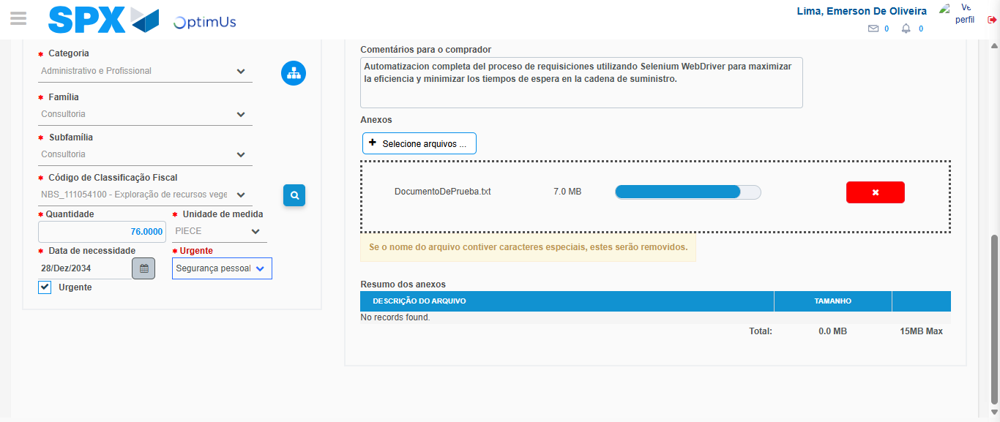 SPX
OptimUs
Lima, Emerson De Oliveira
0
0
Ve
perfil
* Categoria
Administrativo e Profissional
* Família
Consultoria
* Subfamília
Consultoria
* Código de Classificação Fiscal
NBS_111054100 - Exploração de recursos vege
* Quantidade
* Unidade de medida
76.0000
PIECE
* Data de necessidade
* Urgente
28/Dez/2034
Segurança pessoal
Urgente
Comentários para o comprador
Automatizacion completa del proceso de requisiciones utilizando Selenium WebDriver para maximizar
la eficiencia y minimizar los tiempos de espera en la cadena de suministro.
Anexos
Selecione arquivos ...
DocumentoDePrueba.txt
7.0 MB
Se o nome do arquivo contiver caracteres especiais, estes serão removidos.
Resumo dos anexos
DESCRIÇÃO DO ARQUIVO
TAMANHO
No records found.
Total:
0.0 MB
15MB Max